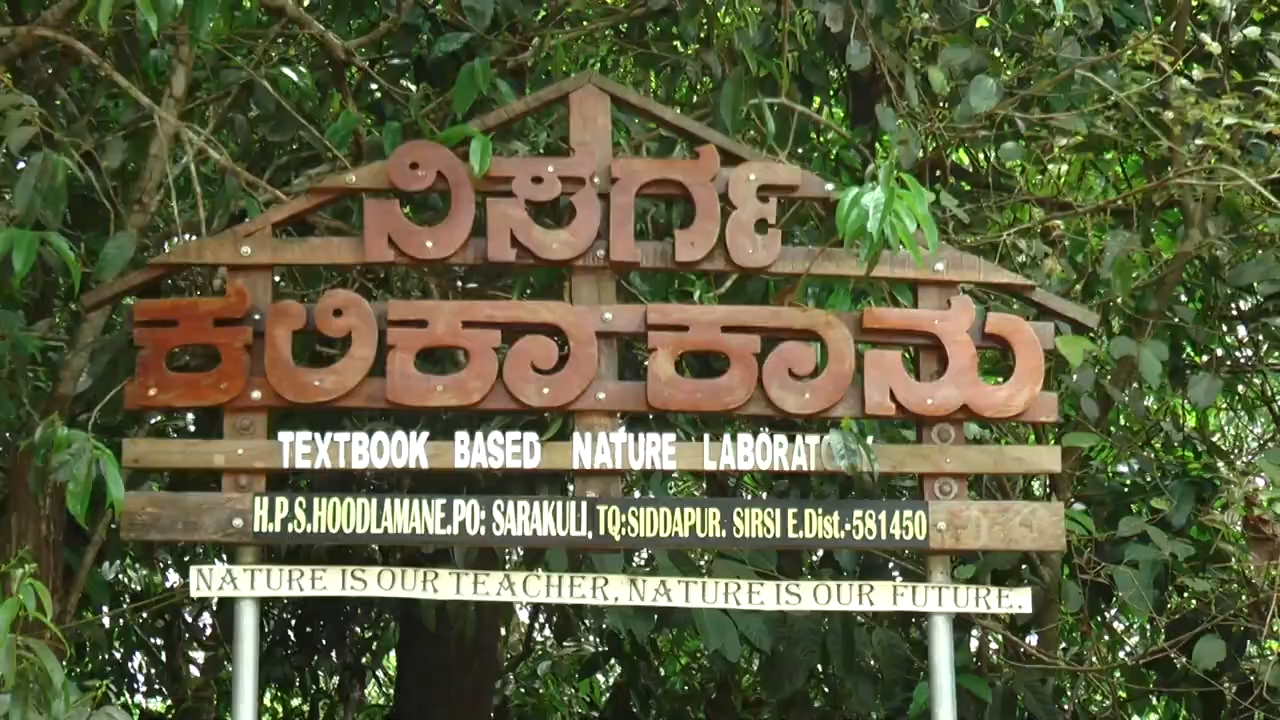 ನಿಸರ್ಗ
ಕಲಿಕಾ ಕಾನು
TEXTBOOK BASED NATURE
H.P.S.HOODLAMANE.PO: SARAKULI, TQ:SIDDAPUR. SIRSI E.Dist.-581450
NATURE IS OUR TEACHER, NATURE IS OUR FUTURE.